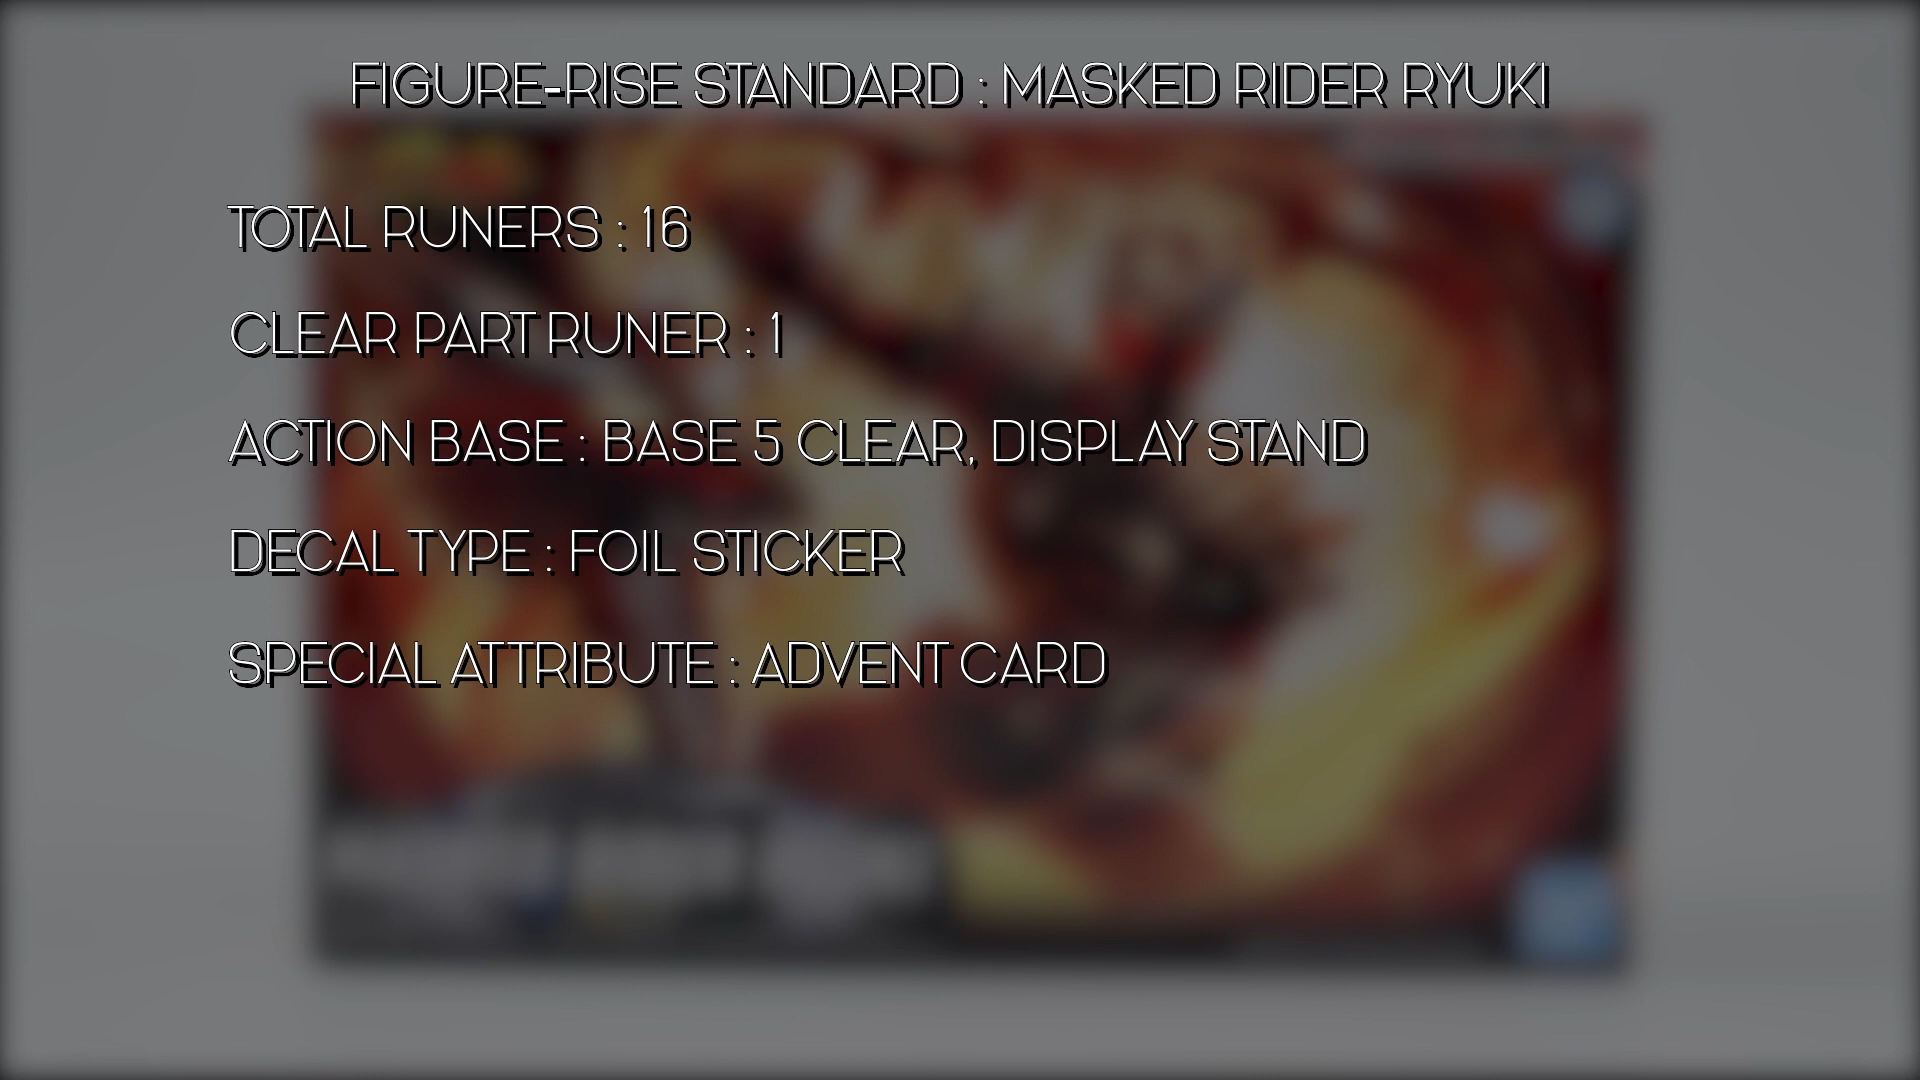 FIGURE-RISE STANDARD : MASKED RIDER RYUKI
TOTAL RUNERS : 16
CLEAR PART RUNER : 1
ACTION BASE : BASE 5 CLEAR, DISPLAY STAND
DECAL TYPE : FOIL STICKER
SPECIAL ATTRIBUTE : ADVENT CARD